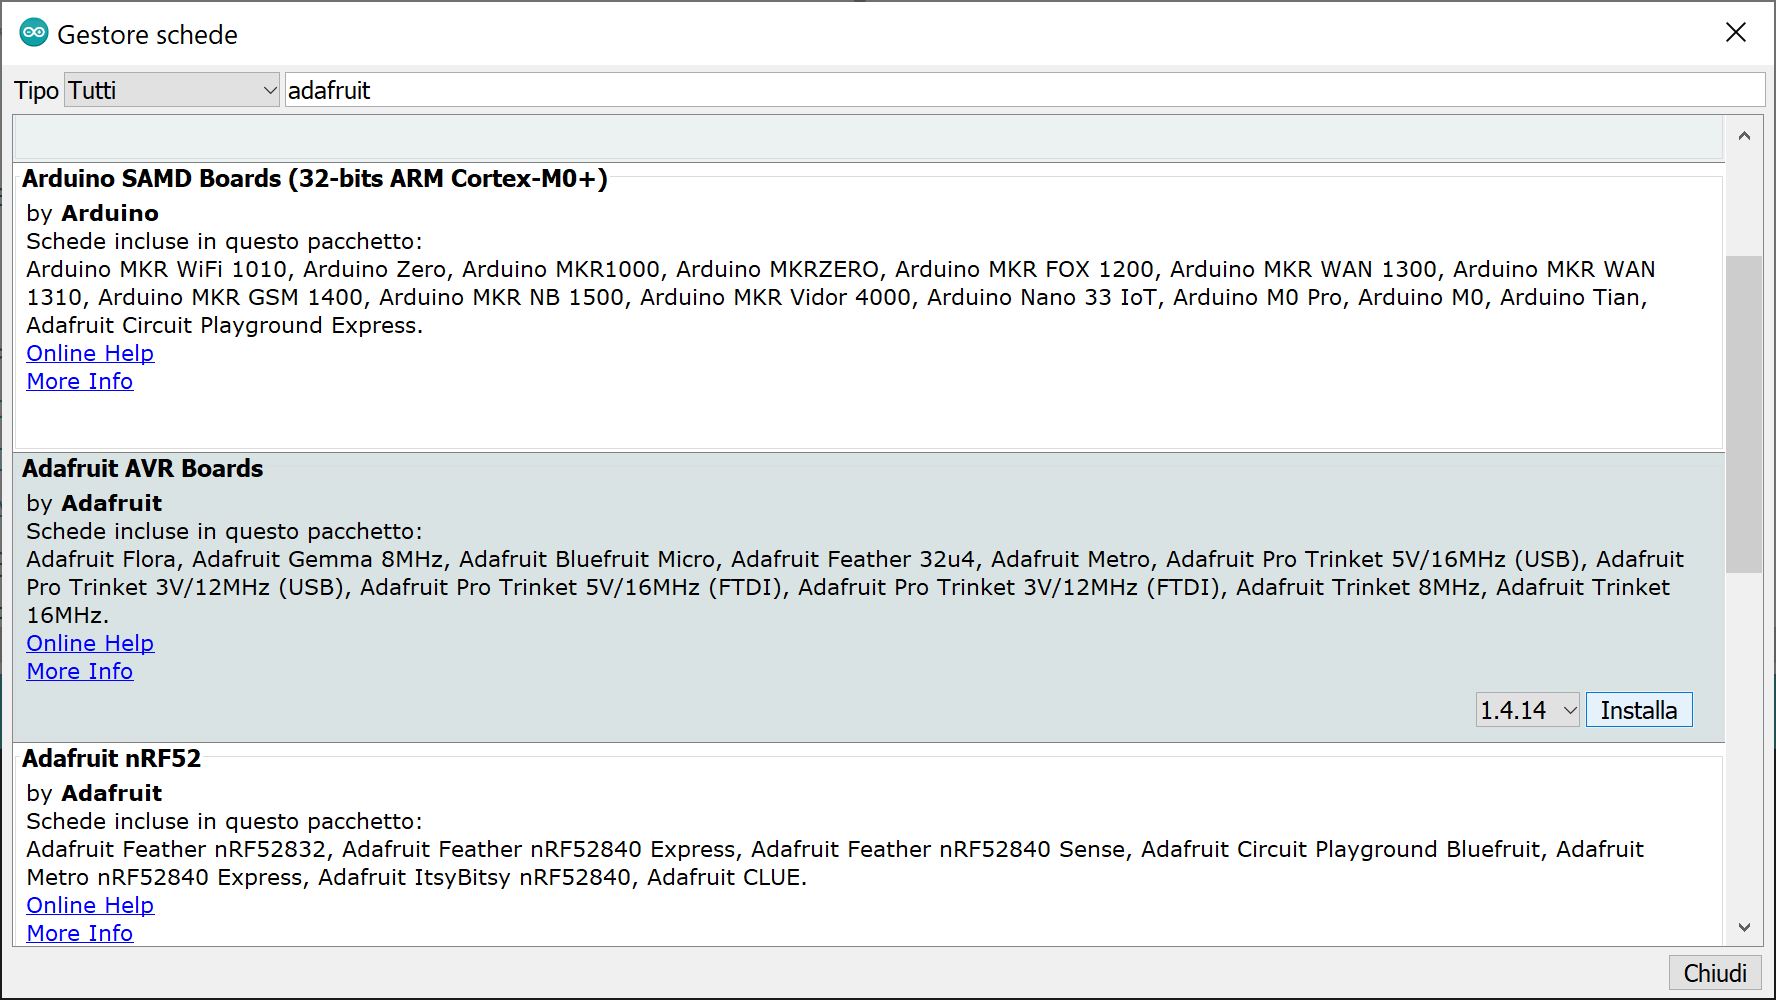 Gestore schede
Tipo Tutti adafruit
Arduino SAMD Boards (32-bits ARM Cortex-M0+)
by Arduino
Schede incluse in questo pacchetto:
Arduino MKR WiFi 1010, Arduino Zero, Arduino MKR1000, Arduino MKRZERO, Arduino MKR FOX 1200, Arduino MKR WAN 1300, Arduino MKR WAN
1310, Arduino MKR GSM 1400, Arduino MKR NB 1500, Arduino MKR Vidor 4000, Arduino Nano 33 IoT, Arduino M0 Pro, Arduino M0, Arduino Tian,
Adafruit Circuit Playground Express.
Online Help
More Info
Adafruit AVR Boards
by Adafruit
Schede incluse in questo pacchetto:
Adafruit Flora, Adafruit Gemma 8MHz, Adafruit Bluefruit Micro, Adafruit Feather 32u4, Adafruit Metro, Adafruit Pro Trinket 5V/16MHz (USB), Adafruit
Pro Trinket 3V/12MHz (USB), Adafruit Pro Trinket 5V/16MHz (FTDI), Adafruit Pro Trinket 3V/12MHz (FTDI), Adafruit Trinket 8MHz, Adafruit Trinket
16MHz.
Online Help
More Info
1.4.14 Installa
Adafruit nRF52
by Adafruit
Schede incluse in questo pacchetto:
Adafruit Feather nRF52832, Adafruit Feather nRF52840 Express, Adafruit Feather nRF52840 Sense, Adafruit Circuit Playground Bluefruit, Adafruit
Metro nRF52840 Express, Adafruit ItsyBitsy nRF52840, Adafruit CLUE.
Online Help
More Info
Chiudi